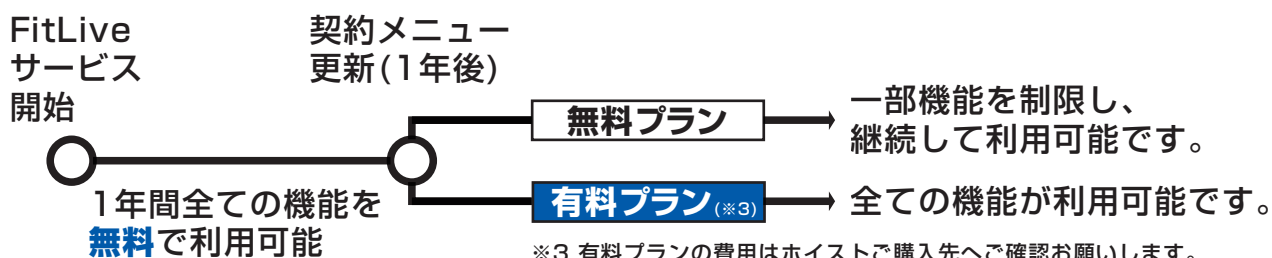 FitLive
サービス
開始
契約メニュー
更新(1年後)
1年間全ての機能を
無料で利用可能
無料プラン
一部機能を制限し、
継続して利用可能です。
有料プラン(※3)
全ての機能が利用可能です。
※3 有料プランの費用はホイストご購入先へご確認お願いします。